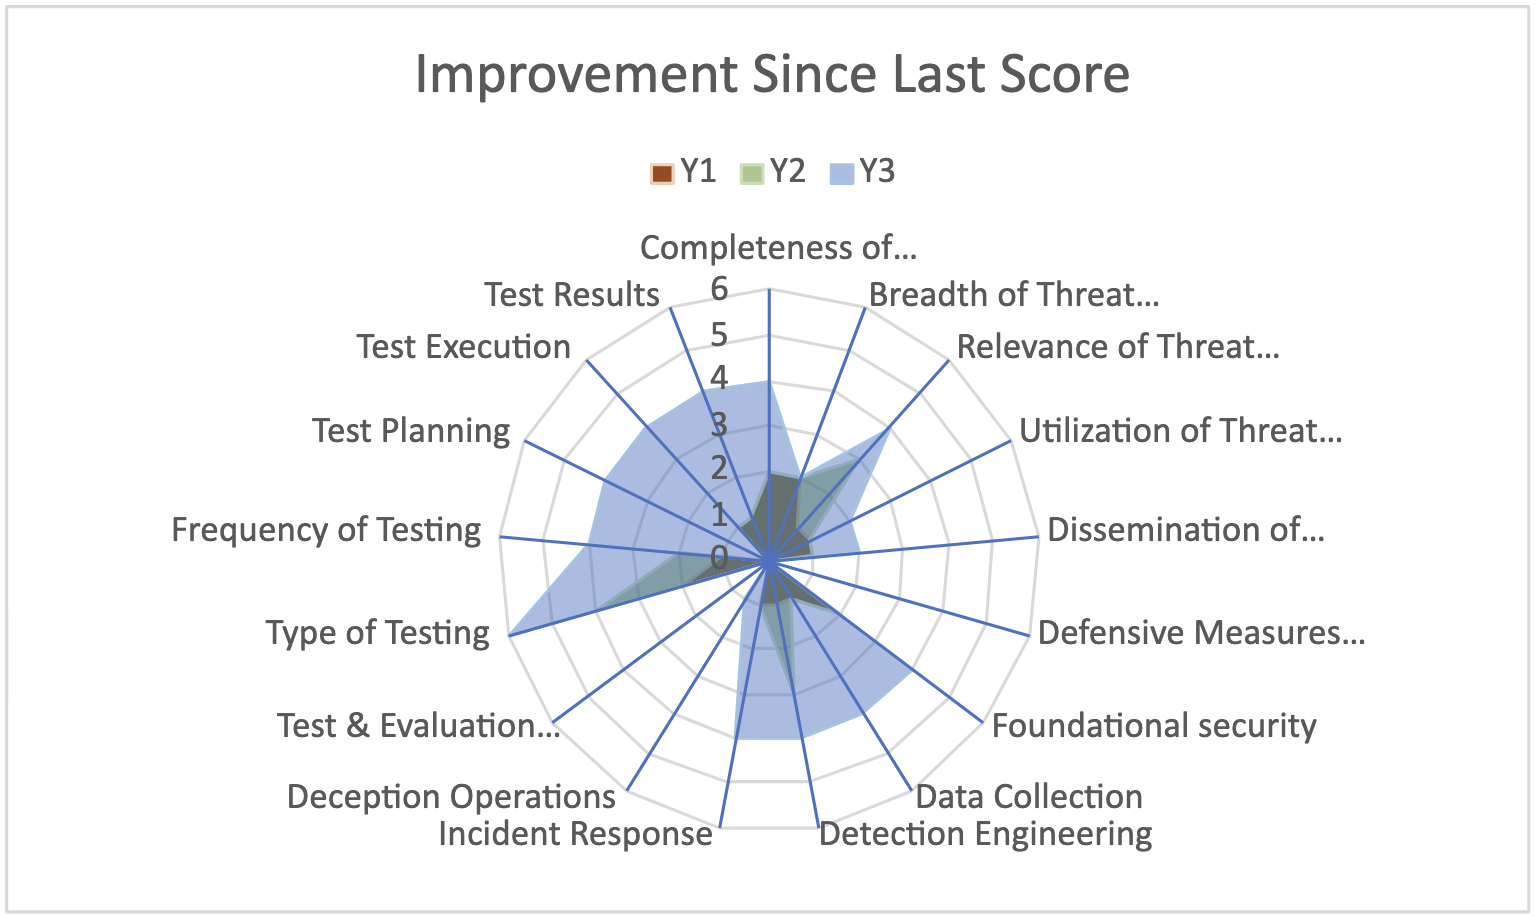 Improvement Since Last Score
Y1 Y2 Y3
Completeness of...
Breadth of Threat...
Relevance of Threat...
Utilization of Threat...
Dissemination of...
Defensive Measures...
Foundational security
Data Collection
Detection Engineering
Incident Response
Deception Operations
Test & Evaluation...
Type of Testing
Frequency of Testing
Test Planning
Test Execution
Test Results
6
5
4
3
2
1
0